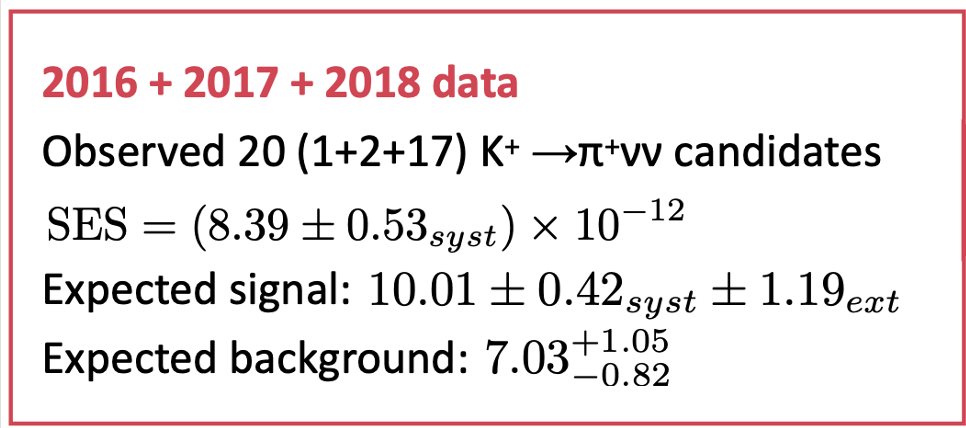 2016 + 2017 + 2018 data
Observed 20 (1+2+17) K⁺ →π⁺νν candidates
SES = (8.39 ± 0.53_syst) × 10⁻¹²
Expected signal: 10.01 ± 0.42_syst ± 1.19_ext
Expected background: 7.03 +1.05 −0.82